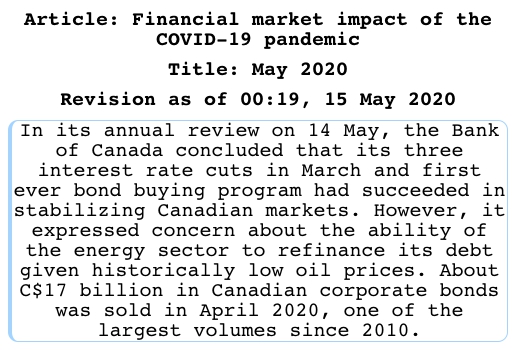 Article: Financial market impact of the
COVID-19 pandemic
Title: May 2020
Revision as of 00:19, 15 May 2020
In its annual review on 14 May, the Bank
of Canada concluded that its three
interest rate cuts in March and first
ever bond buying program had succeeded in
stabilizing Canadian markets. However, it
expressed concern about the ability of
the energy sector to refinance its debt
given historically low oil prices. About
C$17 billion in Canadian corporate bonds
was sold in April 2020, one of the
largest volumes since 2010.